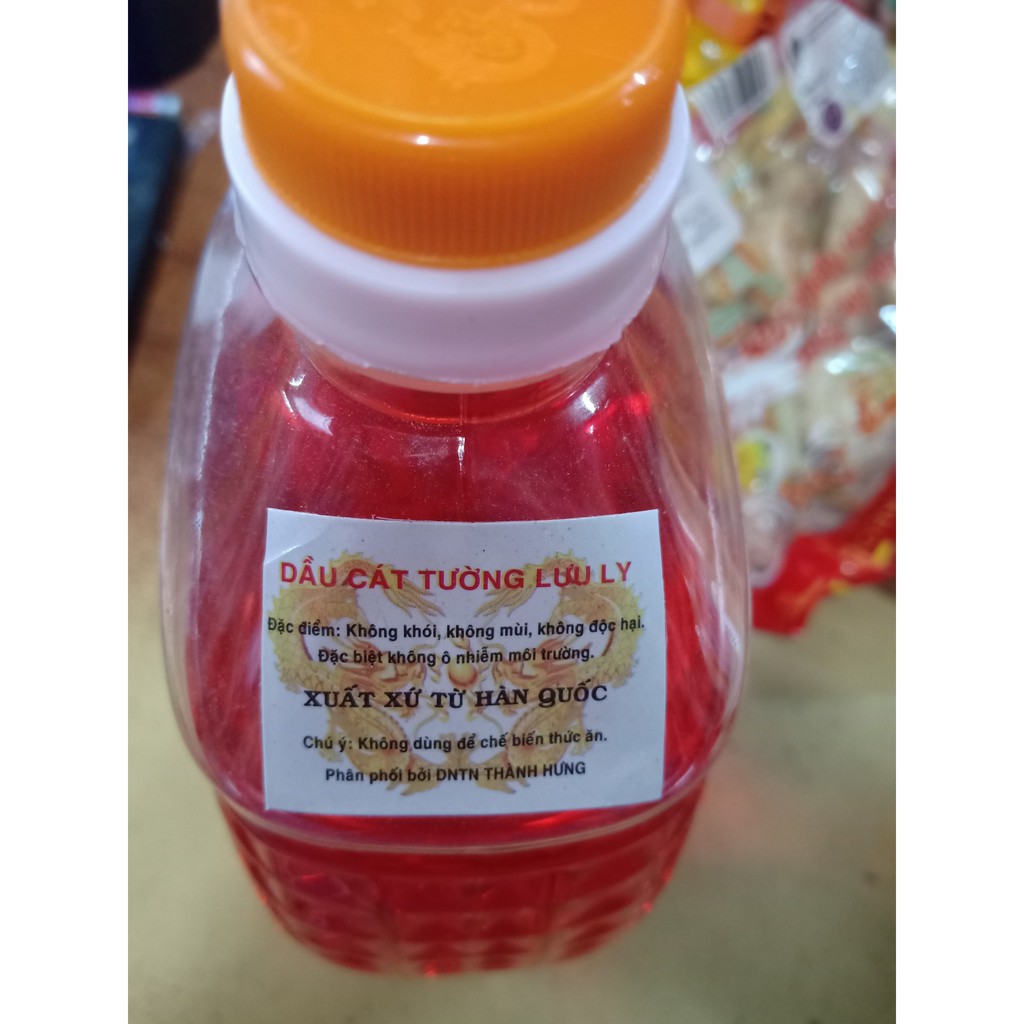 DẦU CÁT TƯỜNG LƯU LY
Đặc điểm: Không khói, không mùi, không độc hại.
Đặc biệt không ô nhiễm môi trường.
XUẤT XỨ TỪ HÀN QUỐC
Chú ý: Không dùng để chế biến thức ăn.
Phân phối bởi DNTN THÀNH HƯNG